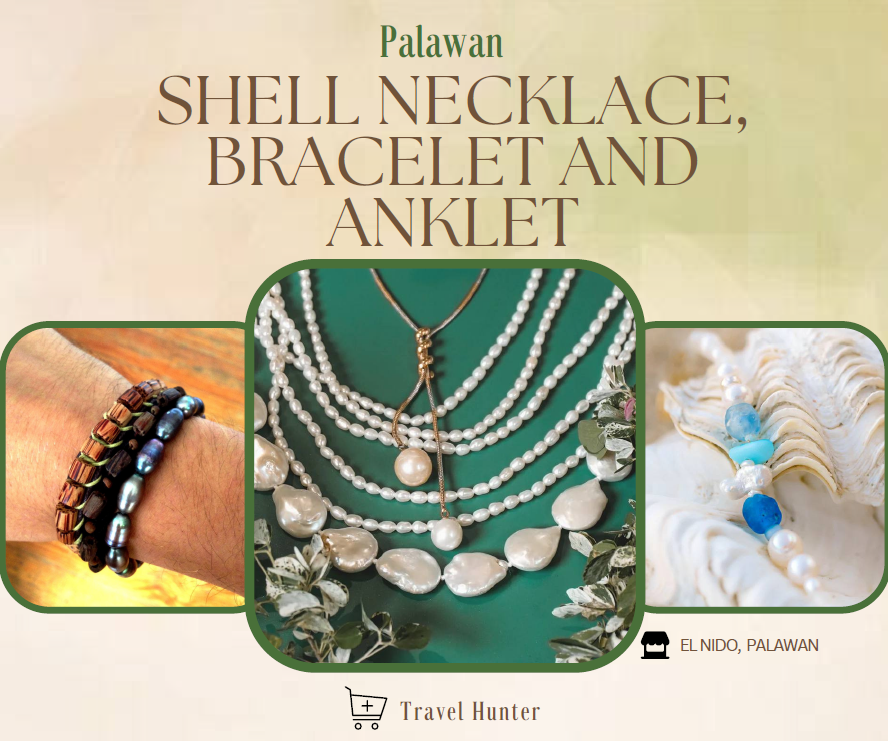 Palawan
SHELL NECKLACE,
BRACELET AND
ANKLET
EL NIDO, PALAWAN
Travel Hunter